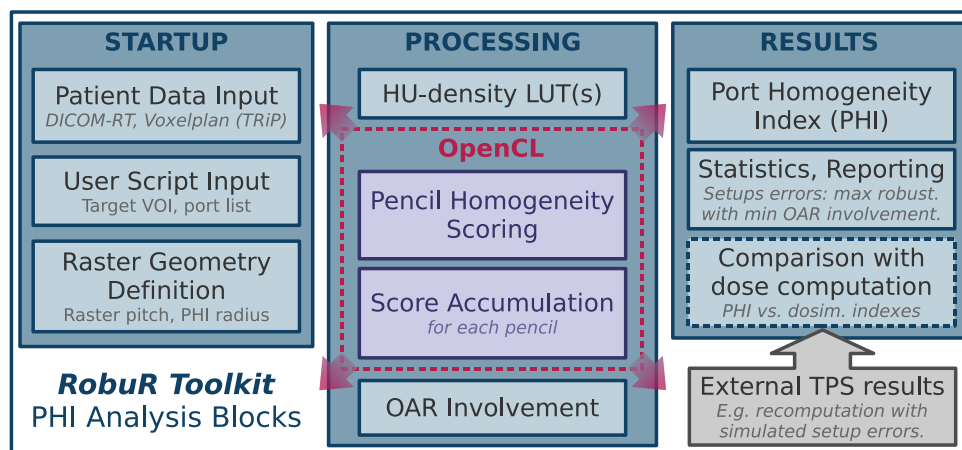 STARTUP
Patient Data Input
DICOM-RT, Voxelplan (TRiP)
User Script Input
Target VOI, port list
Raster Geometry
Definition
Raster pitch, PHI radius
RobuR Toolkit
PHI Analysis Blocks
PROCESSING
HU-density LUT(s)
OpenCL
Pencil Homogeneity
Scoring
Score Accumulation
for each pencil
OAR Involvement
RESULTS
Port Homogeneity
Index (PHI)
Statistics, Reporting
Setups errors: max robust.
with min OAR involvement.
Comparison with
dose computation
PHI vs. dosim. indexes
External TPS results
E.g. recomputation with
simulated setup errors.